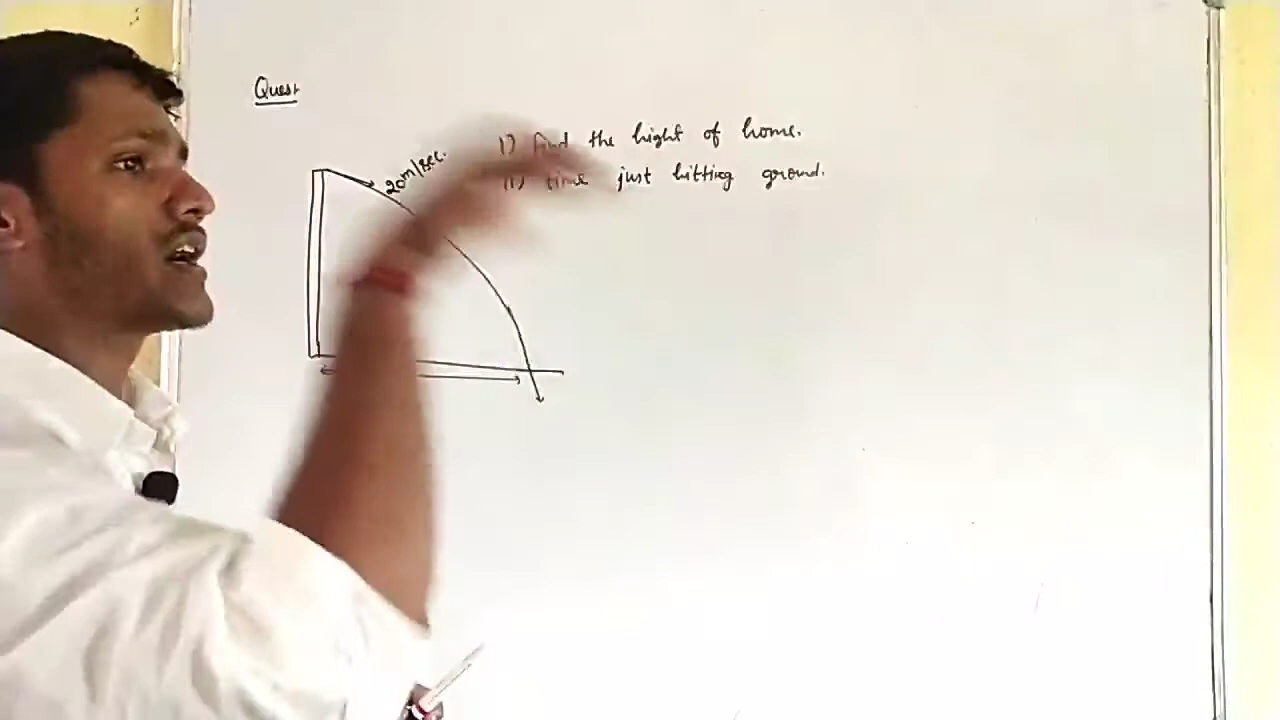 Quest
20m/sec.
1) find the hight of home.
11) time just hitting ground.